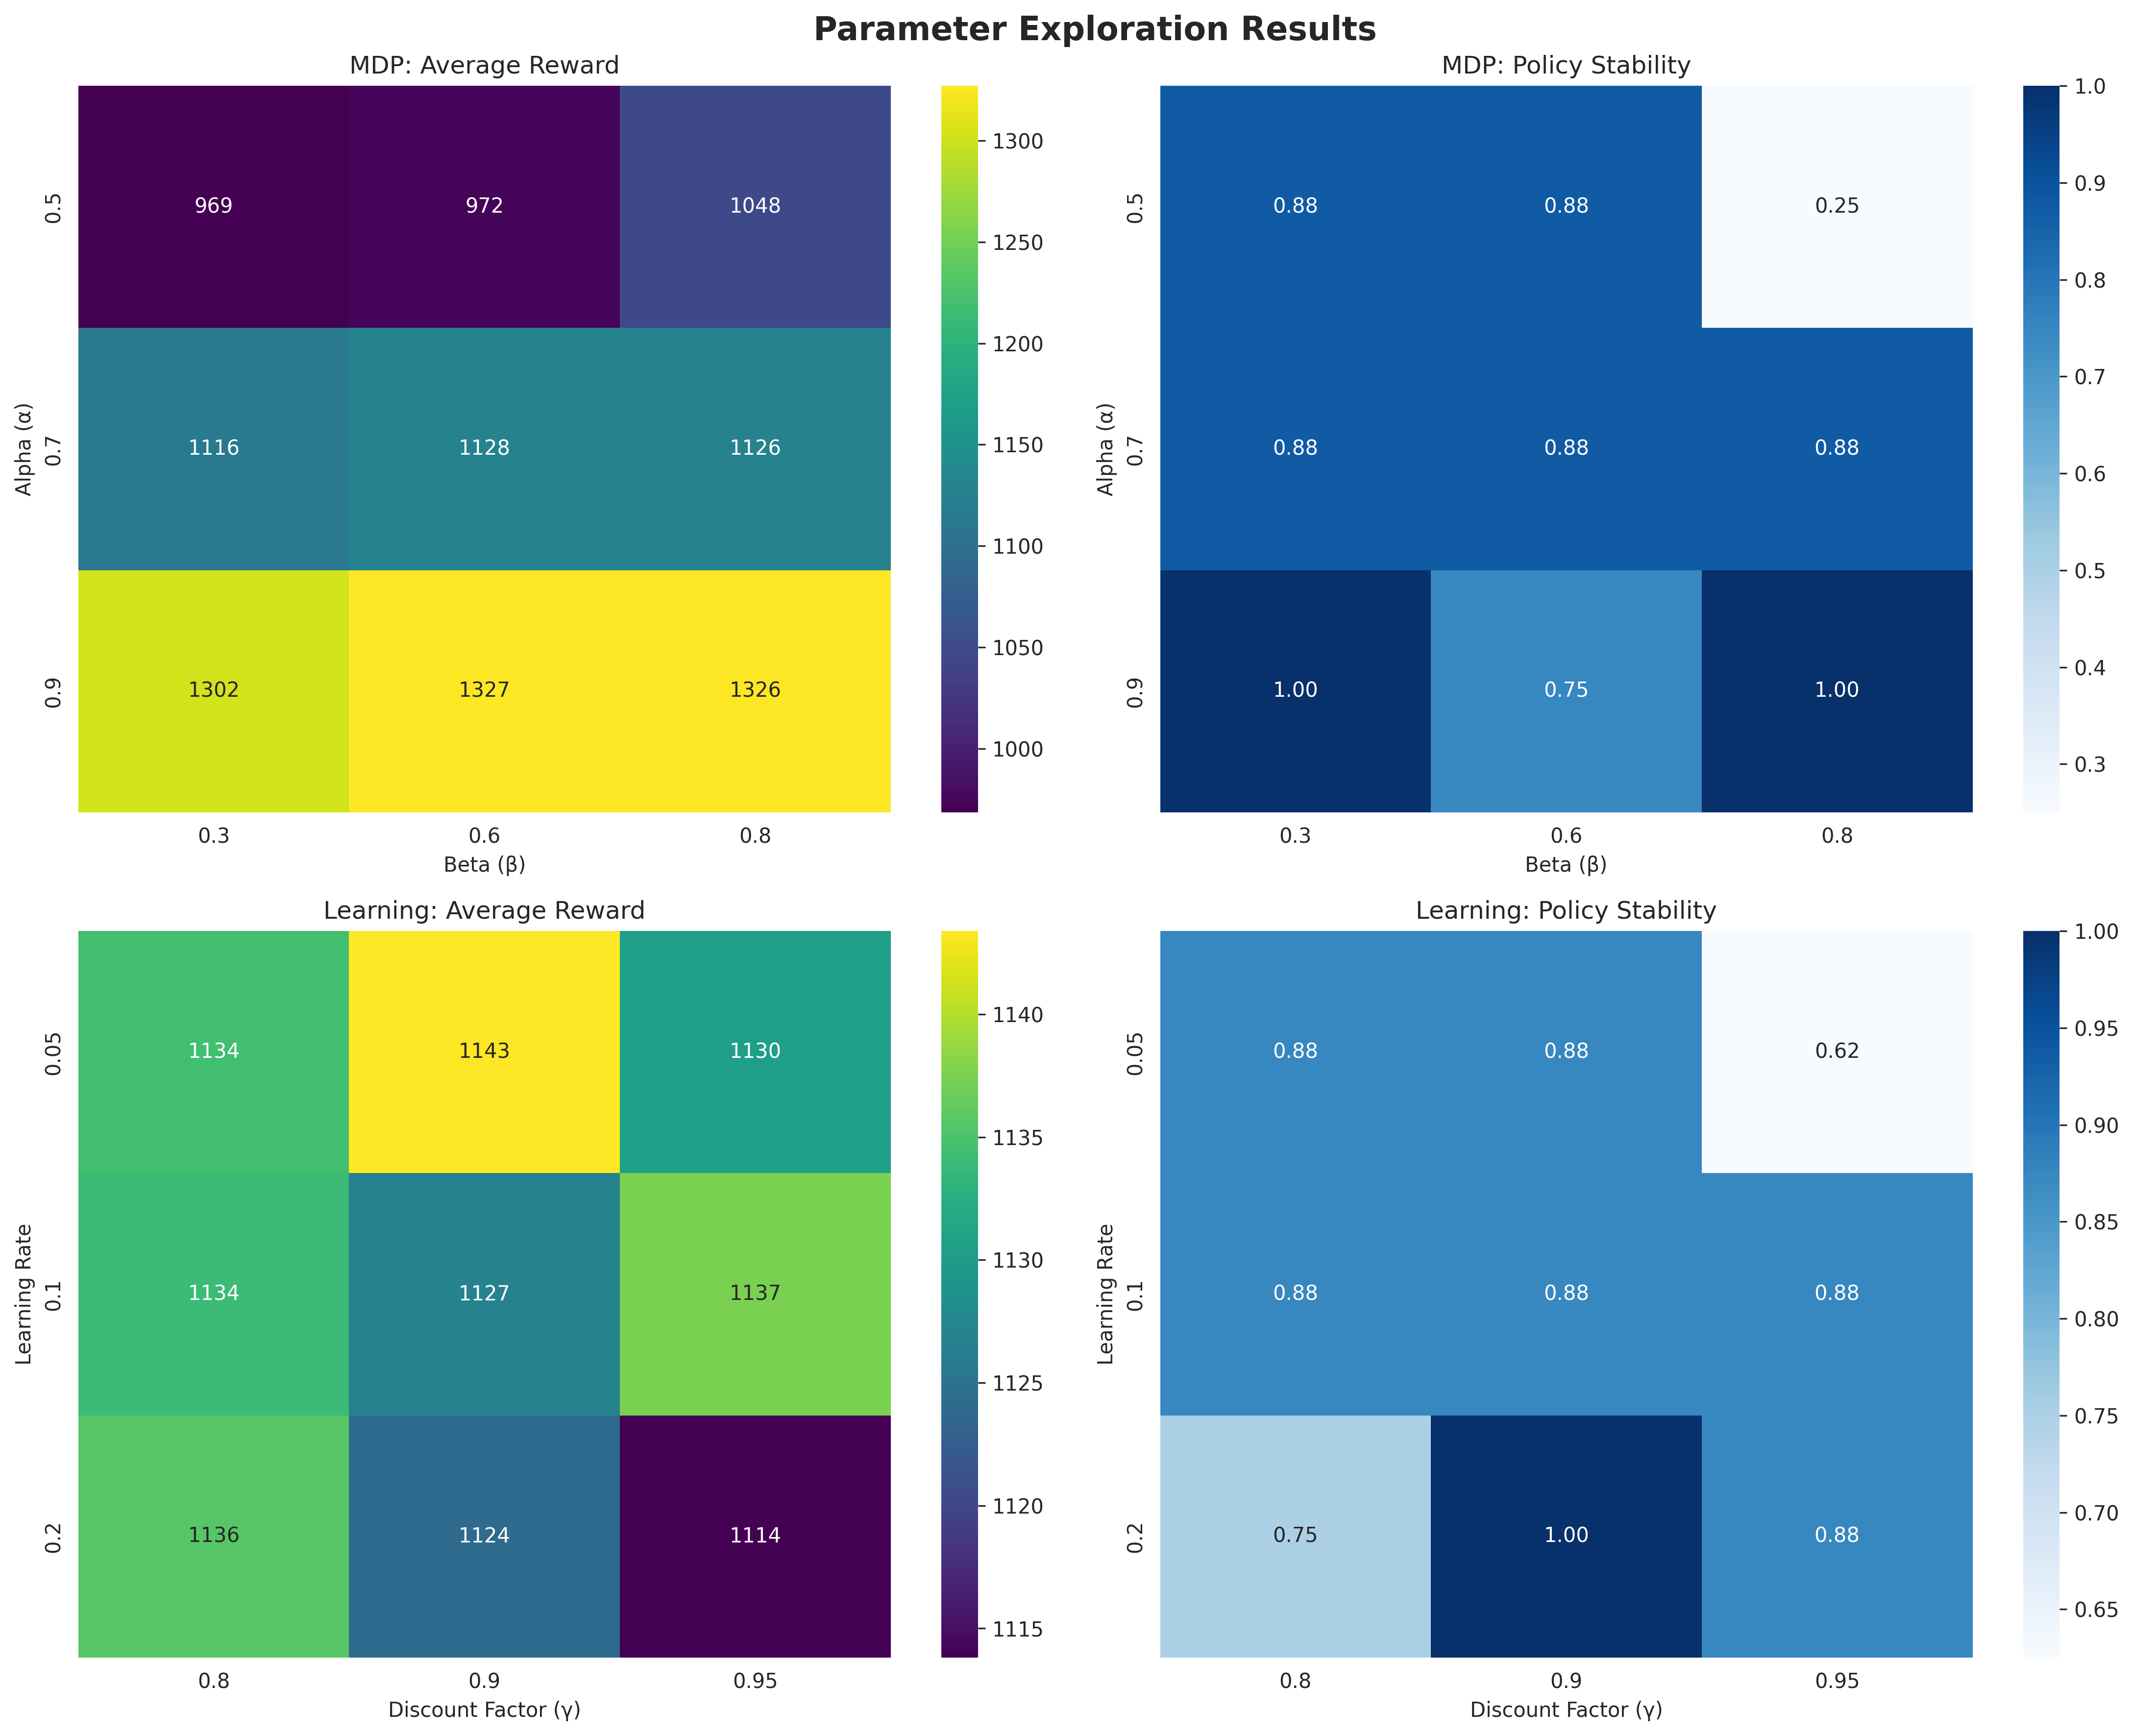 Parameter Exploration Results
MDP: Average Reward
Alpha (α)
0.5
0.7
0.9
969 972 1048
1116 1128 1126
1302 1327 1326
0.3 0.6 0.8
Beta (β)
1300
1250
1200
1150
1100
1050
1000
MDP: Policy Stability
Alpha (α)
0.5
0.7
0.9
0.88 0.88 0.25
0.88 0.88 0.88
1.00 0.75 1.00
0.3 0.6 0.8
Beta (β)
1.0
0.9
0.8
0.7
0.6
0.5
0.4
0.3
Learning: Average Reward
Learning Rate
0.05
0.1
0.2
1134 1143 1130
1134 1127 1137
1136 1124 1114
0.8 0.9 0.95
Discount Factor (γ)
1140
1135
1130
1125
1120
1115
Learning: Policy Stability
Learning Rate
0.05
0.1
0.2
0.88 0.88 0.62
0.88 0.88 0.88
0.75 1.00 0.88
0.8 0.9 0.95
Discount Factor (γ)
1.00
0.95
0.90
0.85
0.80
0.75
0.70
0.65